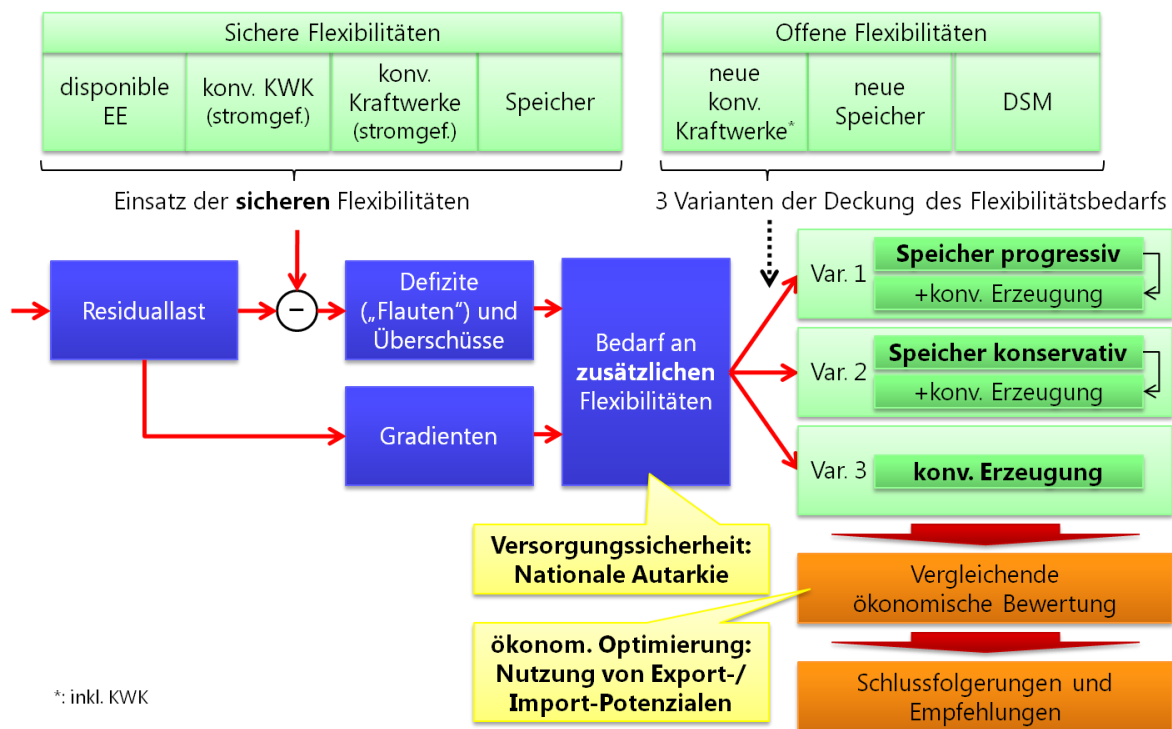 Sichere Flexibilitäten
disponible
EE
konv. KWK
(stromgef.)
konv.
Kraftwerke
(stromgef.)
Speicher
Offene Flexibilitäten
neue
konv.
Kraftwerke*
neue
Speicher
DSM
Einsatz der sicheren Flexibilitäten
3 Varianten der Deckung des Flexibilitätsbedarfs
Residuallast
−
Defizite
(„Flauten“) und
Überschüsse
Gradienten
Bedarf an
zusätzlichen
Flexibilitäten
Var. 1
Speicher progressiv
+konv. Erzeugung
Var. 2
Speicher konservativ
+konv. Erzeugung
Var. 3
konv. Erzeugung
Versorgungssicherheit:
Nationale Autarkie
Vergleichende
ökonomische Bewertung
ökonom. Optimierung:
Nutzung von Export-/
Import-Potenzialen
Schlussfolgerungen und
Empfehlungen
*: inkl. KWK